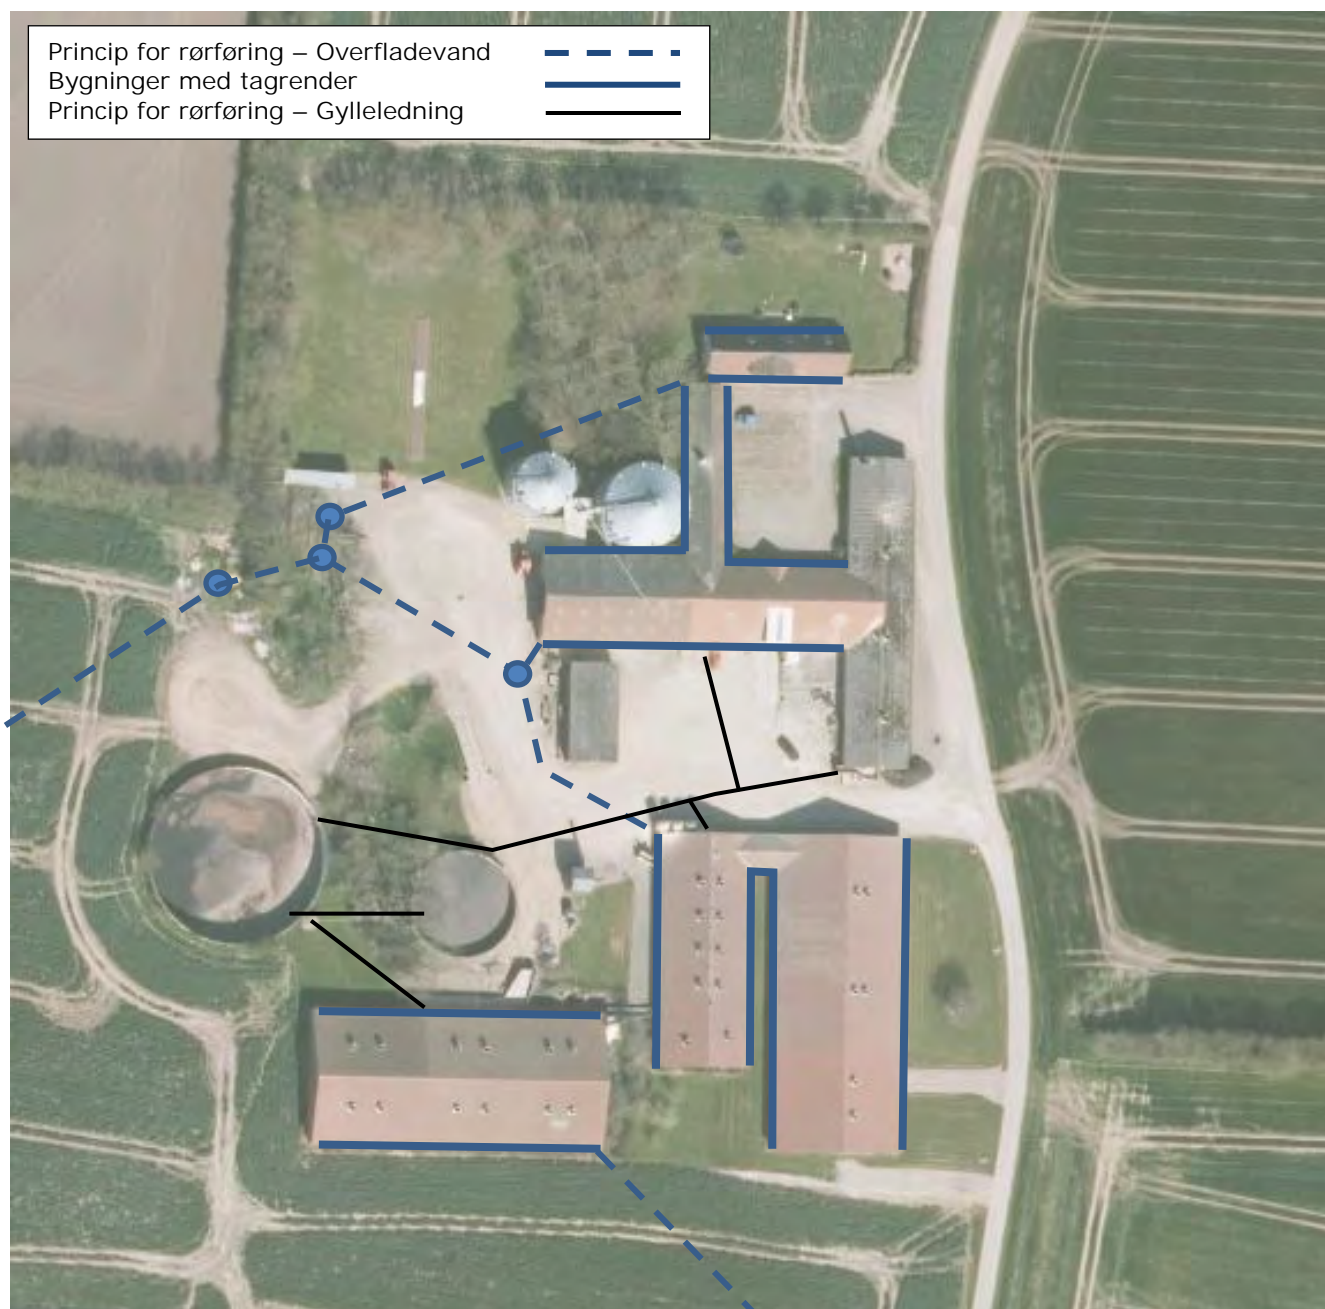 Princip for rørføring – Overfladevand
Bygninger med tagrender
Princip for rørføring – Gylleledning